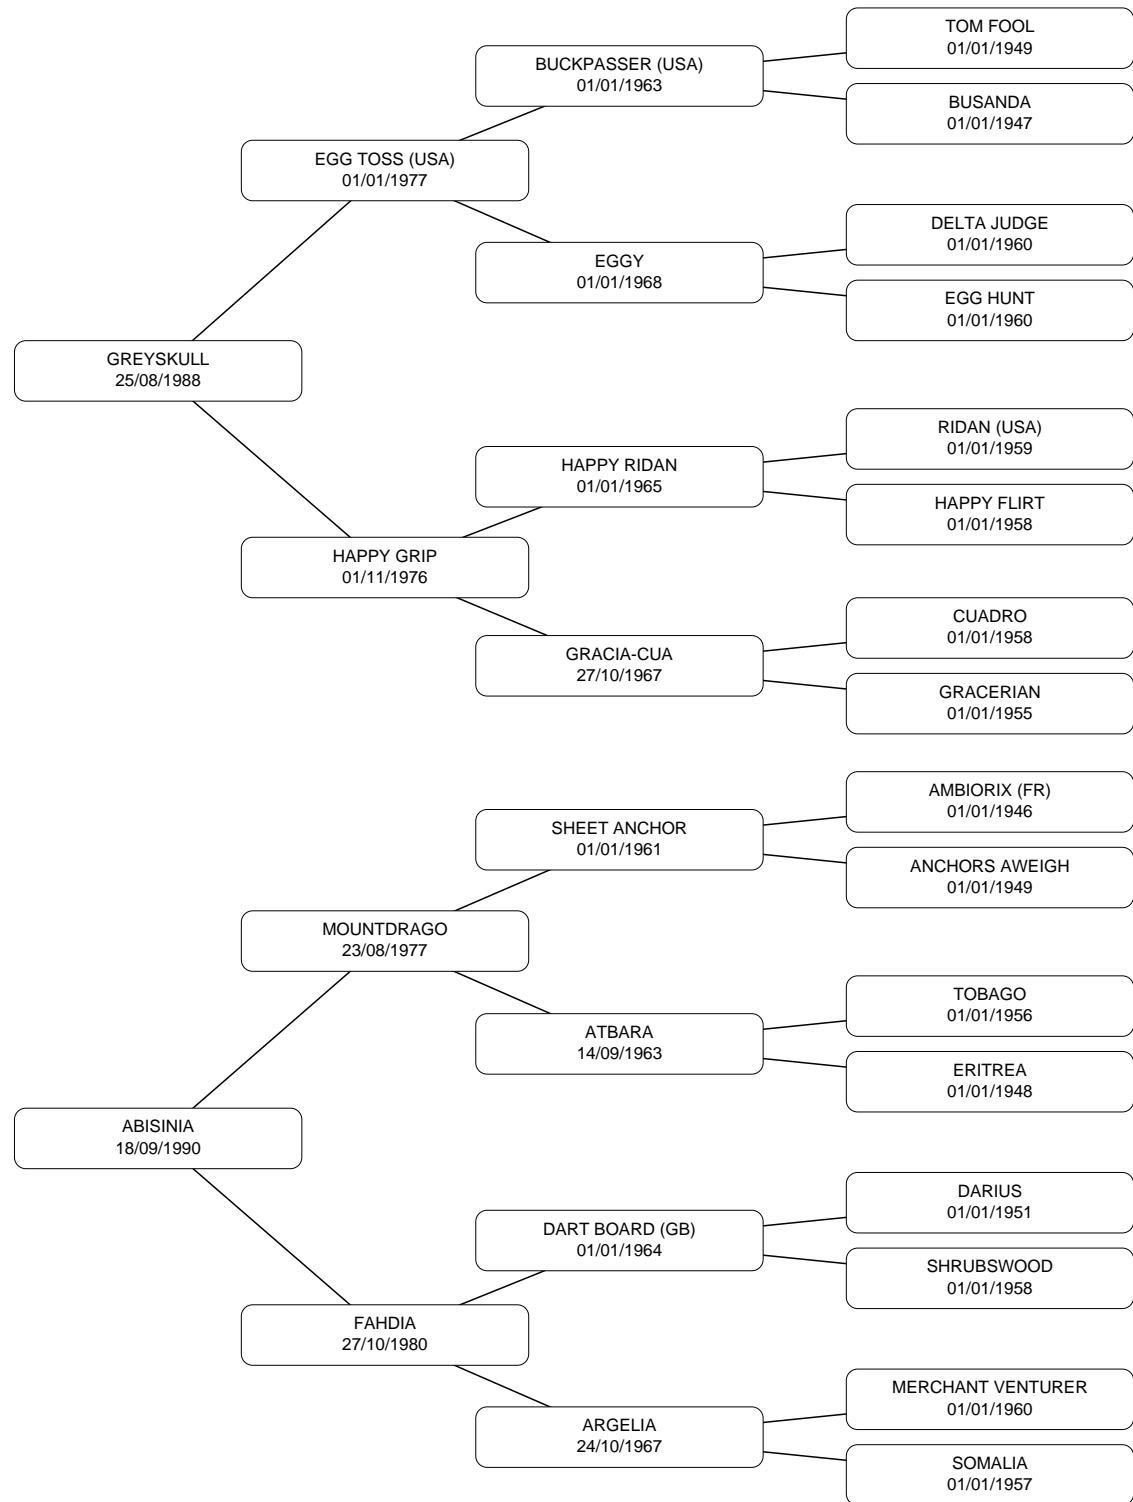 TOM FOOL
01/01/1949
BUCKPASSER (USA)
01/01/1963
BUSANDA
01/01/1947
EGG TOSS (USA)
01/01/1977
DELTA JUDGE
01/01/1960
EGGY
01/01/1968
EGG HUNT
01/01/1960
GREYSKULL
25/08/1988
RIDAN (USA)
01/01/1959
HAPPY RIDAN
01/01/1965
HAPPY FLIRT
01/01/1958
HAPPY GRIP
01/11/1976
CUADRO
01/01/1958
GRACIA-CUA
27/10/1967
GRACERIAN
01/01/1955
AMBIORIX (FR)
01/01/1946
SHEET ANCHOR
01/01/1961
ANCHORS AWEIGH
01/01/1949
MOUNTDRAGO
23/08/1977
TOBAGO
01/01/1956
ATBARA
14/09/1963
ERITREA
01/01/1948
ABISINIA
18/09/1990
DARIUS
01/01/1951
DART BOARD (GB)
01/01/1964
SHRUBSWOOD
01/01/1958
FAHDIA
27/10/1980
MERCHANT VENTURER
01/01/1960
ARGELIA
24/10/1967
SOMALIA
01/01/1957